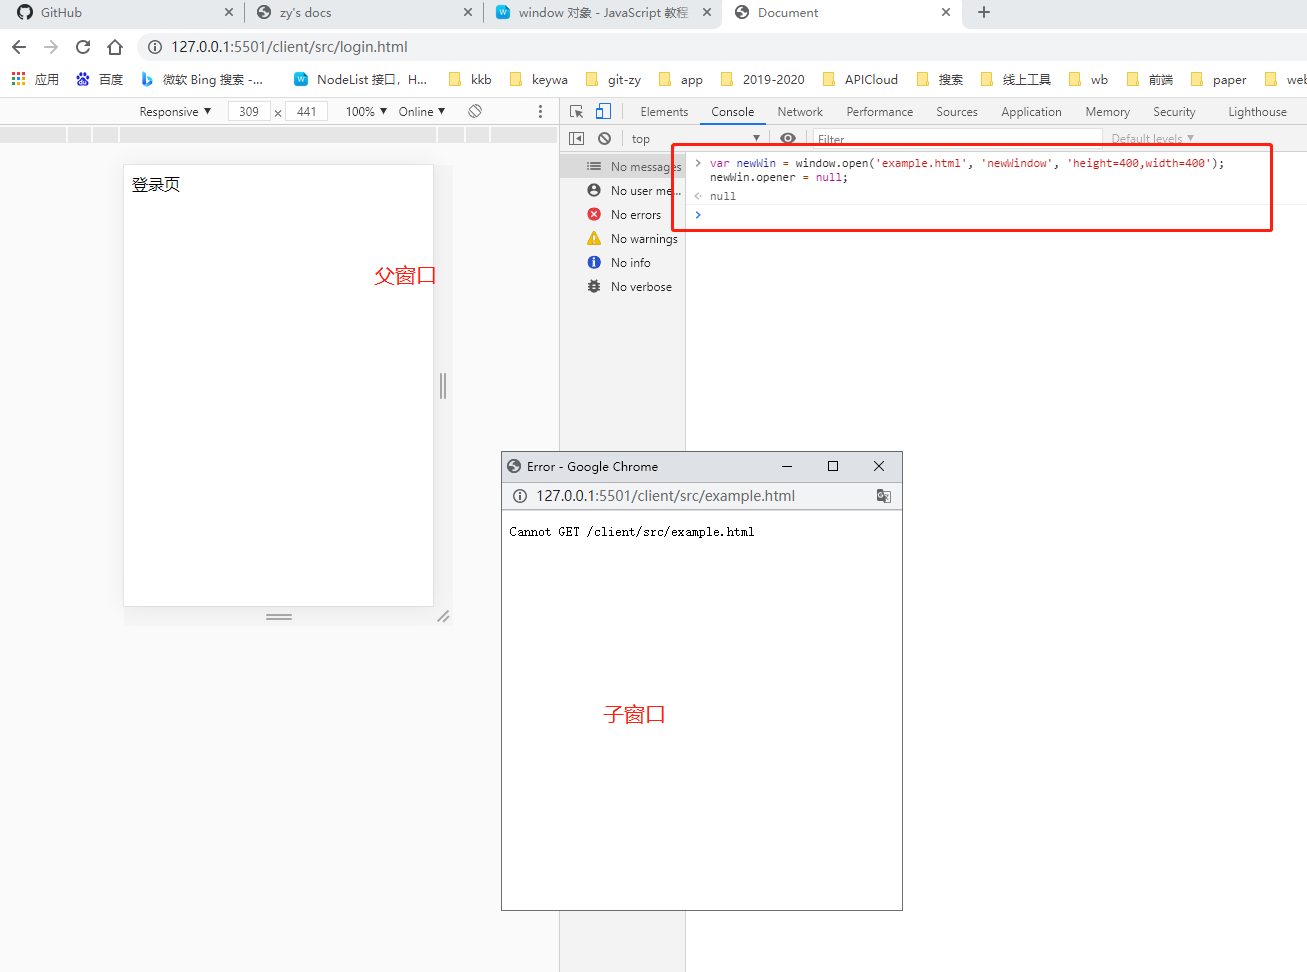 GitHub
zy's docs
window 对象 - JavaScript 教程
Document
127.0.0.1:5501/client/src/login.html
应用
百度
微软 Bing 搜索 -...
NodeList 接口，H...
kkb
keywa
git-zy
app
2019-2020
APICloud
搜索
线上工具
wb
前端
paper
web
Responsive ▼
309 × 441
100% ▼
Online ▼
Elements
Console
Network
Performance
Sources
Application
Memory
Security
Lighthouse
top
Filter
Default levels ▼
No messages
No user me...
No errors
No warnings
No info
No verbose
> var newWin = window.open('example.html', 'newWindow', 'height=400,width=400');
newWin.opener = null;
null
>
登录页
父窗口
Error - Google Chrome
127.0.0.1:5501/client/src/example.html
Cannot GET /client/src/example.html
子窗口